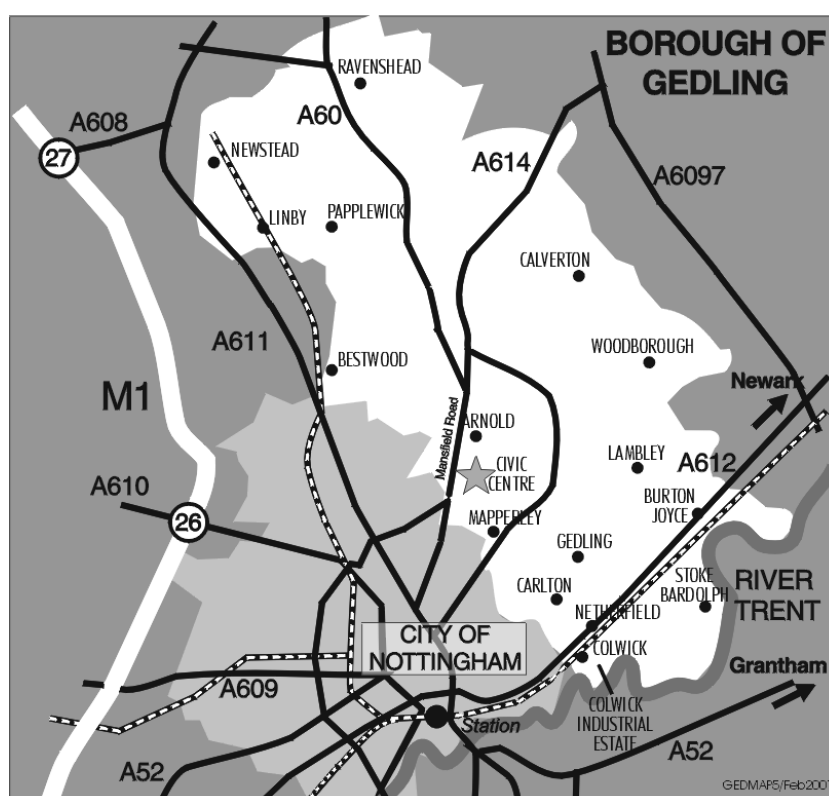 BOROUGH OF
GEDLING
RAVENSHEAD
A60
A608
27
NEWSTEAD
A614
A6097
LINBY
PAPPLEWICK
CALVERTON
A611
BESTWOOD
WOODBOROUGH
M1
Newark
Mansfield Road
ARNOLD
CIVIC
CENTRE
LAMBLEY
A612
A610
26
BURTON
JOYCE
MAPPERLEY
GEDLING
CARLTON
STOKE
BARDOLPH
RIVER
TRENT
NETHERFIELD
CITY OF
NOTTINGHAM
COLWICK
Grantham
A609
COLWICK
INDUSTRIAL
ESTATE
Station
A52
A52